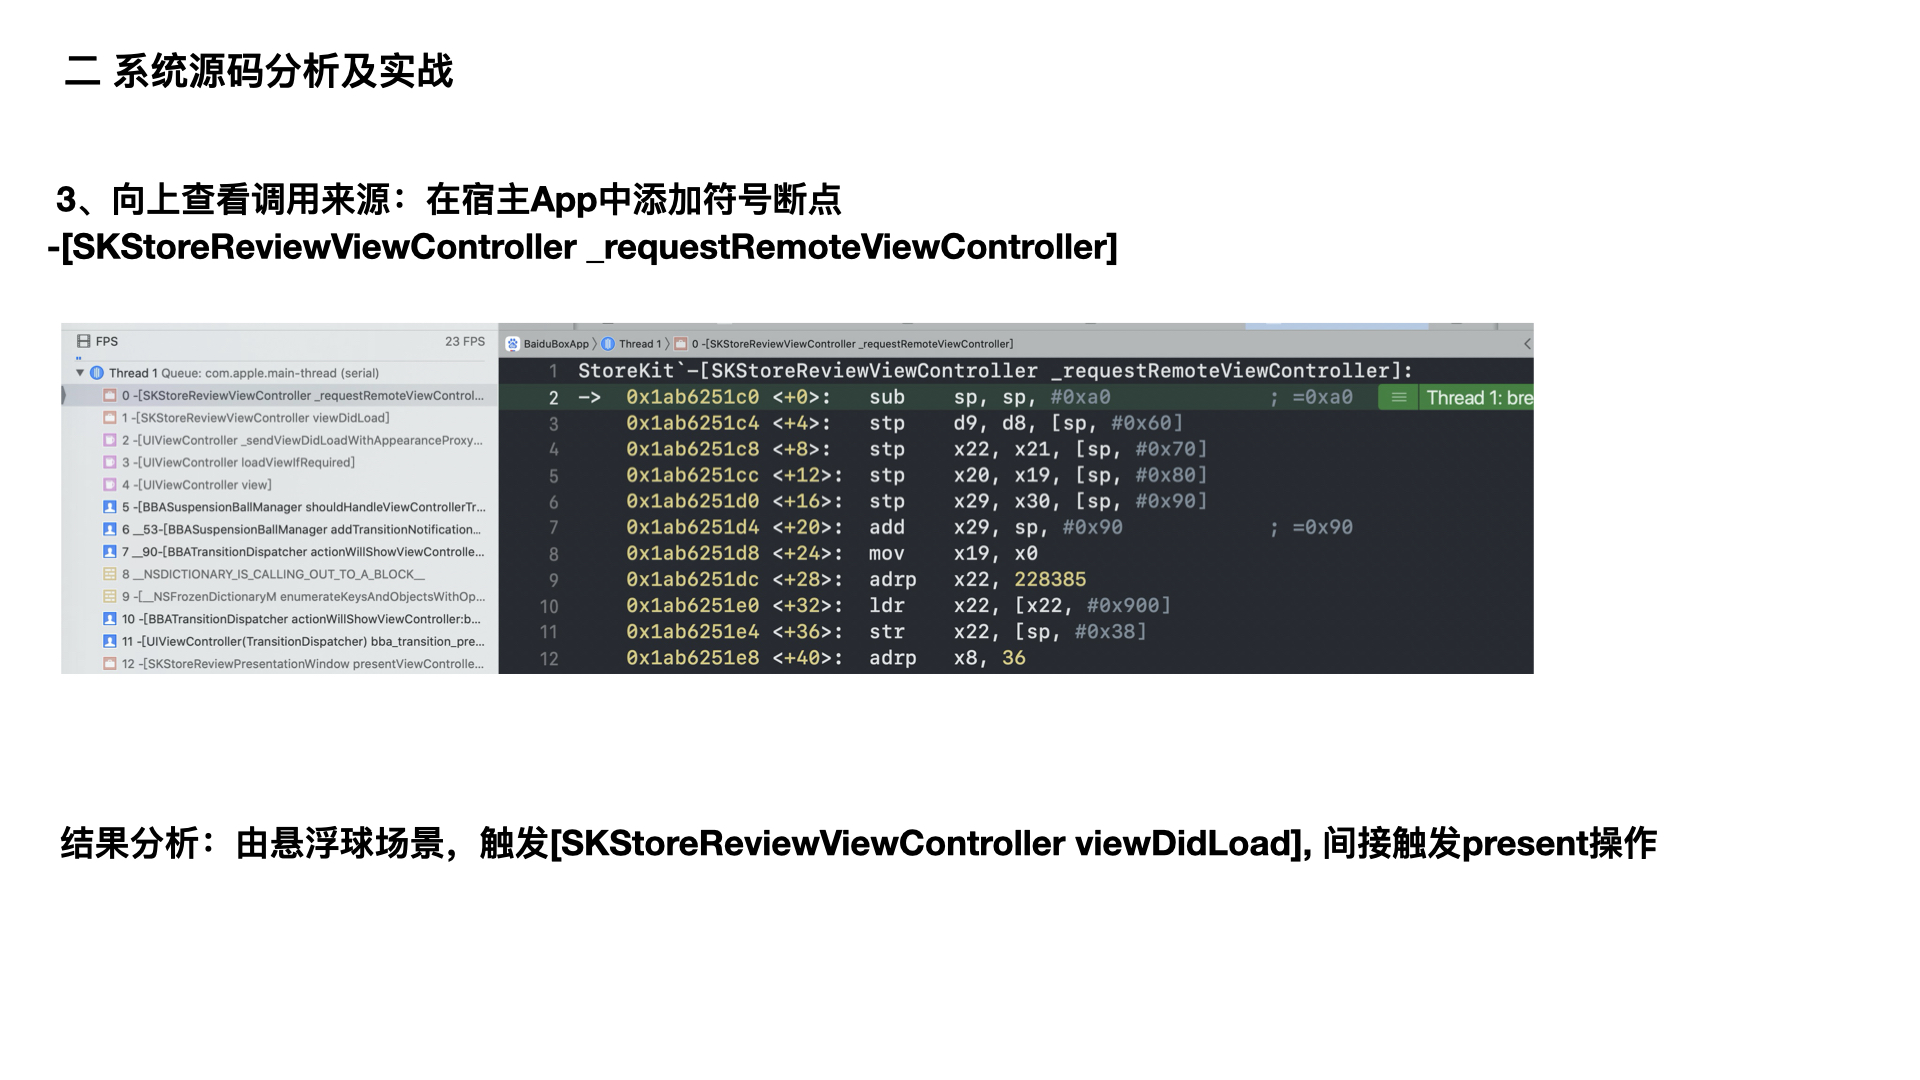 二 系统源码分析及实战
3、向上查看调用来源：在宿主App中添加符号断点
-[SKStoreReviewViewController _requestRemoteViewController]
FPS 23 FPS
Thread 1 Queue: com.apple.main-thread (serial)
0 -[SKStoreReviewViewController _requestRemoteViewControl...
1 -[SKStoreReviewViewController viewDidLoad]
2 -[UIViewController _sendViewDidLoadWithAppearanceProxy...
3 -[UIViewController loadViewIfRequired]
4 -[UIViewController view]
5 -[BBASuspensionBallManager shouldHandleViewControllerTr...
6 __53-[BBASuspensionBallManager addTransitionNotification...
7 __90-[BBATransitionDispatcher actionWillShowViewControlle...
8 __NSDICTIONARY_IS_CALLING_OUT_TO_A_BLOCK__
9 -[__NSFrozenDictionaryM enumerateKeysAndObjectsWithOp...
10 -[BBATransitionDispatcher actionWillShowViewController:b...
11 -[UIViewController(TransitionDispatcher) bba_transition_pre...
12 -[SKStoreReviewPresentationWindow presentViewControlle...
BaiduBoxApp 〉 Thread 1 〉 0 -[SKStoreReviewViewController _requestRemoteViewController]
1 StoreKit`-[SKStoreReviewViewController _requestRemoteViewController]:
2 -> 0x1ab6251c0 <+0>: sub sp, sp, #0xa0 ; =0xa0 Thread 1: bre
3 0x1ab6251c4 <+4>: stp d9, d8, [sp, #0x60]
4 0x1ab6251c8 <+8>: stp x22, x21, [sp, #0x70]
5 0x1ab6251cc <+12>: stp x20, x19, [sp, #0x80]
6 0x1ab6251d0 <+16>: stp x29, x30, [sp, #0x90]
7 0x1ab6251d4 <+20>: add x29, sp, #0x90 ; =0x90
8 0x1ab6251d8 <+24>: mov x19, x0
9 0x1ab6251dc <+28>: adrp x22, 228385
10 0x1ab6251e0 <+32>: ldr x22, [x22, #0x900]
11 0x1ab6251e4 <+36>: str x22, [sp, #0x38]
12 0x1ab6251e8 <+40>: adrp x8, 36
结果分析：由悬浮球场景，触发[SKStoreReviewViewController viewDidLoad], 间接触发present操作